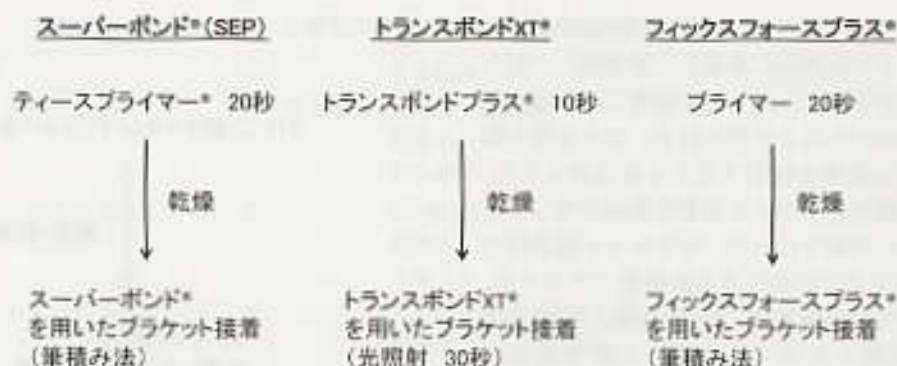 スーパーボンド®(SEP)
トランスボンドXT®
フィックスフォースプラス®
ティースプライマー® 20秒
トランスボンドプラス® 10秒
プライマー 20秒
乾燥
乾燥
乾燥
スーパーボンド®
を用いたブラケット接着
(筆積み法)
トランスボンドXT®
を用いたブラケット接着
(光照射 30秒)
フィックスフォースプラス®
を用いたブラケット接着
(筆積み法)